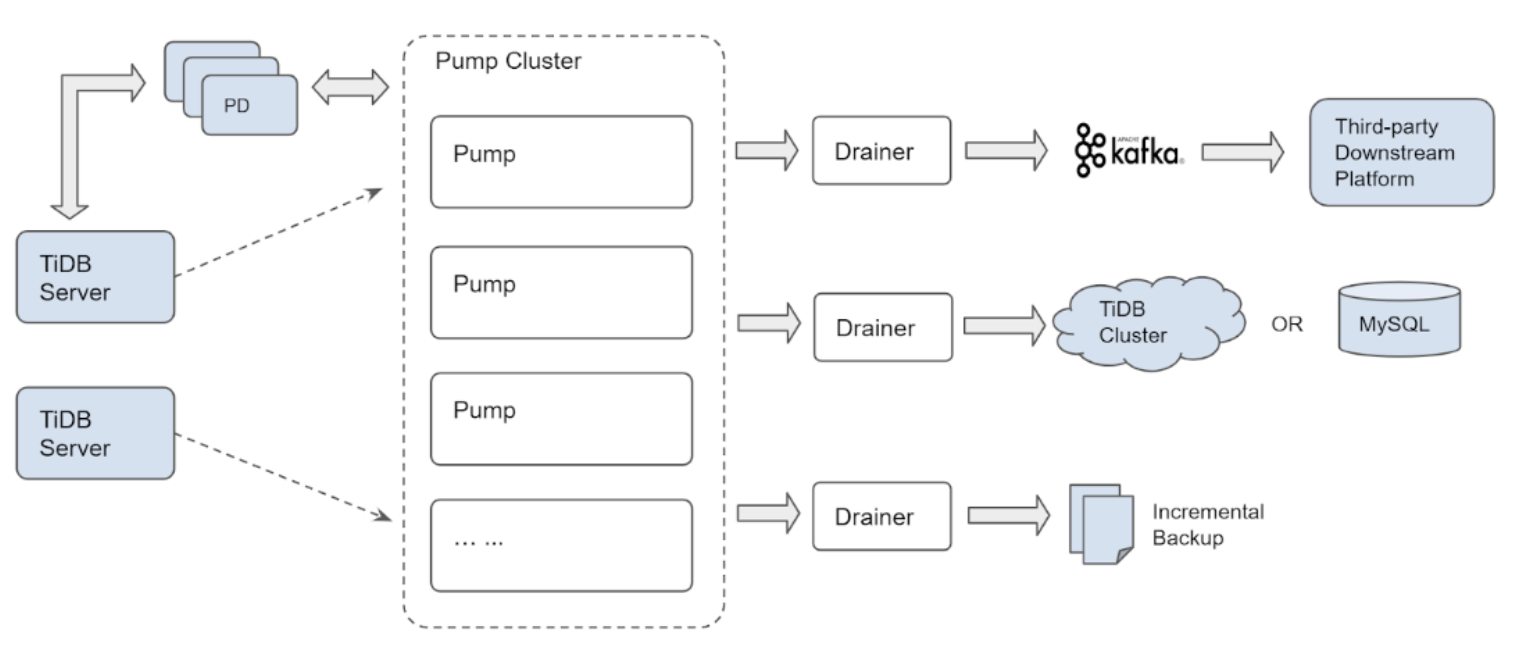 Pump Cluster
PD
Pump
Pump
Pump
... ...
TiDB
Server
TiDB
Server
Drainer
APACHE
kafka®
Third-party
Downstream
Platform
Drainer
TiDB
Cluster
OR
MySQL
Drainer
Incremental
Backup